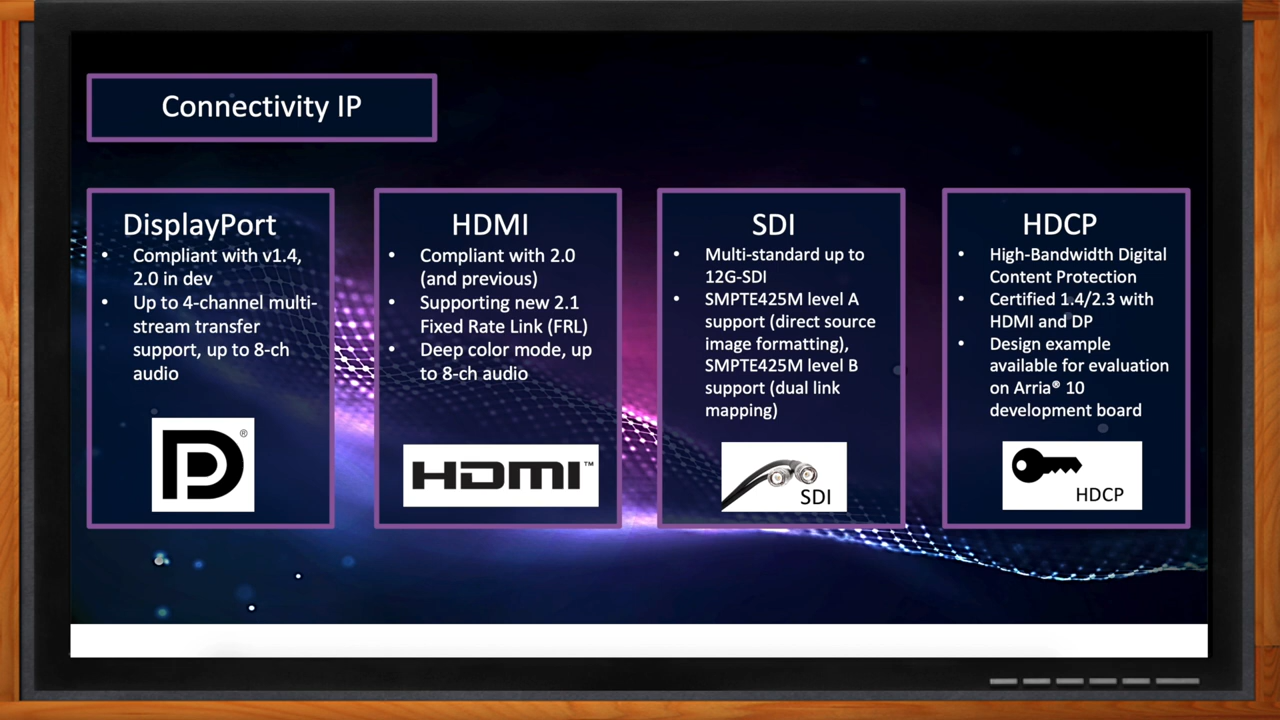 Connectivity IP
DisplayPort
• Compliant with v1.4,
2.0 in dev
• Up to 4-channel multi-
stream transfer
support, up to 8-ch
audio
DP®
HDMI
• Compliant with 2.0
(and previous)
• Supporting new 2.1
Fixed Rate Link (FRL)
• Deep color mode, up
to 8-ch audio
HDMI™
SDI
• Multi-standard up to
12G-SDI
• SMPTE425M level A
support (direct source
image formatting),
SMPTE425M level B
support (dual link
mapping)
SDI
HDCP
• High-Bandwidth Digital
Content Protection
• Certified 1.4/2.3 with
HDMI and DP
• Design example
available for evaluation
on Arria® 10
development board
HDCP